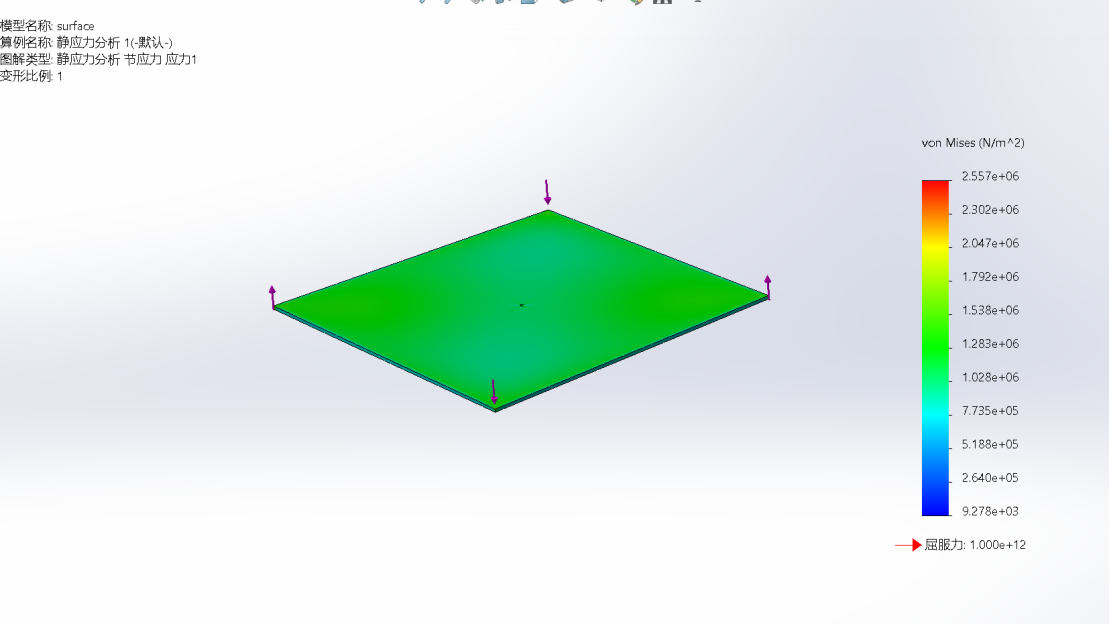 模型名称: surface
算例名称: 静应力分析 1(-默认-)
图解类型: 静应力分析 节应力 应力1
变形比例: 1
von Mises (N/m^2)
2.557e+06
2.302e+06
2.047e+06
1.792e+06
1.538e+06
1.283e+06
1.028e+06
7.735e+05
5.188e+05
2.640e+05
9.278e+03
屈服力: 1.000e+12